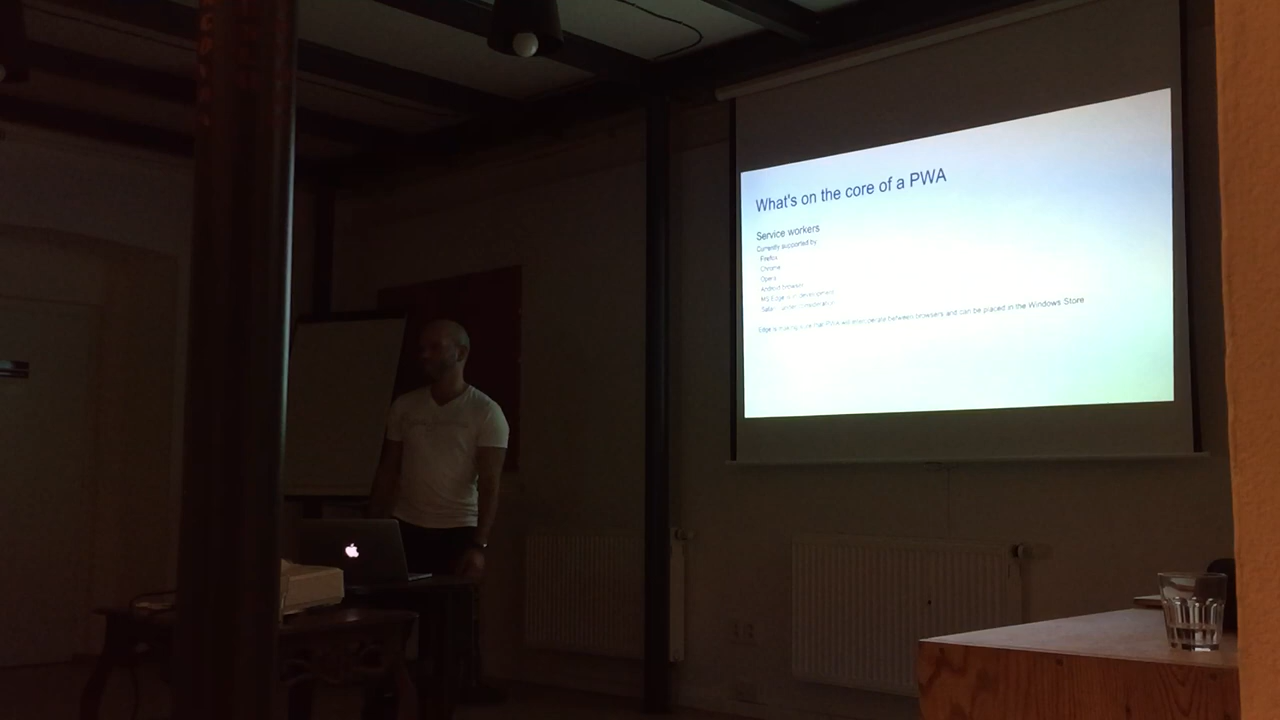 What's on the core of a PWA
Service workers
Currently supported by
Firefox
Chrome
Opera
Android browser
MS Edge in development
Safari under consideration
Edge is making sure that PWA will work between browsers and can be placed in the Windows Store